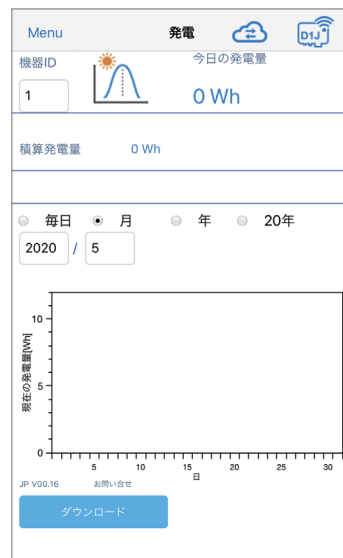 Menu 発電 D1J
機器ID 今日の発電量
1 0 Wh
積算発電量 0 Wh
毎日 月 年 20年
2020 / 5
現在の発電量[Wh]
10
5
0
5 10 15 20 25 30
日
JP V00.16 お問い合せ
ダウンロード